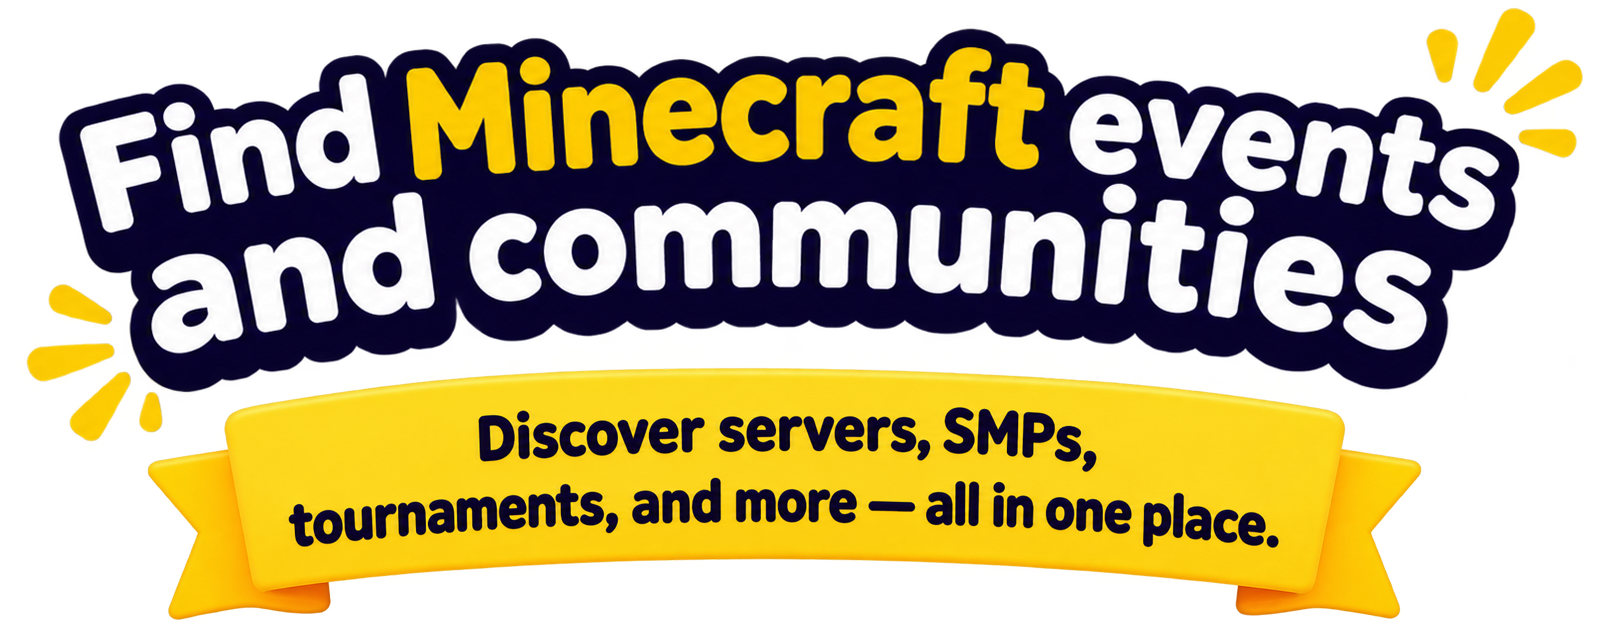 Find Minecraft events
and communities
Discover servers, SMPs,
tournaments, and more — all in one place.